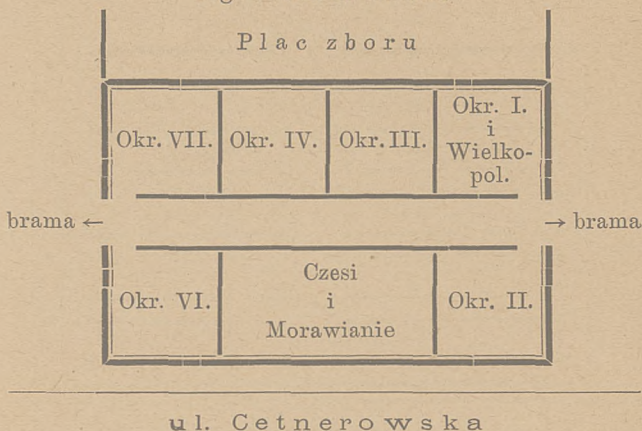 Plac zboru
Okr. VII.
Okr. IV.
Okr. III.
Okr. I.
i
Wielko-
pol.
brama ←
→ brama
Okr. VI.
Czesi
i
Morawianie
Okr. II.
ul. Cetnerowska